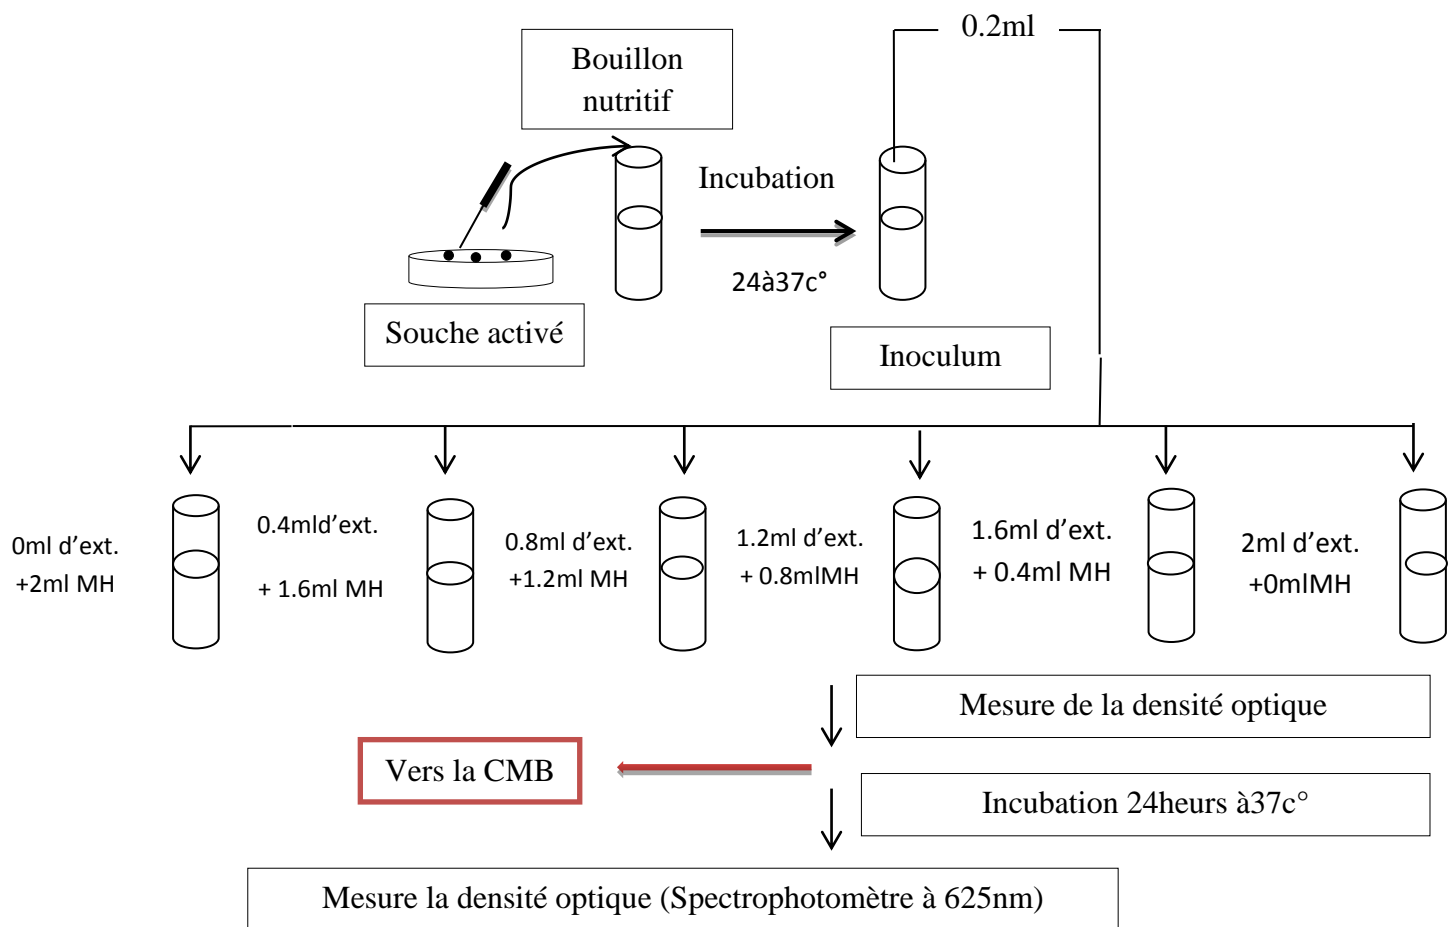 0.2ml
Bouillon
nutritif
Incubation
24à37c°
Souche activé
Inoculum
0ml d’ext.
+2ml MH
0.4mld’ext.
+ 1.6ml MH
0.8ml d’ext.
+1.2ml MH
1.2ml d’ext.
+ 0.8mlMH
1.6ml d’ext.
+ 0.4ml MH
2ml d’ext.
+0mlMH
Mesure de la densité optique
Vers la CMB
Incubation 24heurs à37c°
Mesure la densité optique (Spectrophotomètre à 625nm)